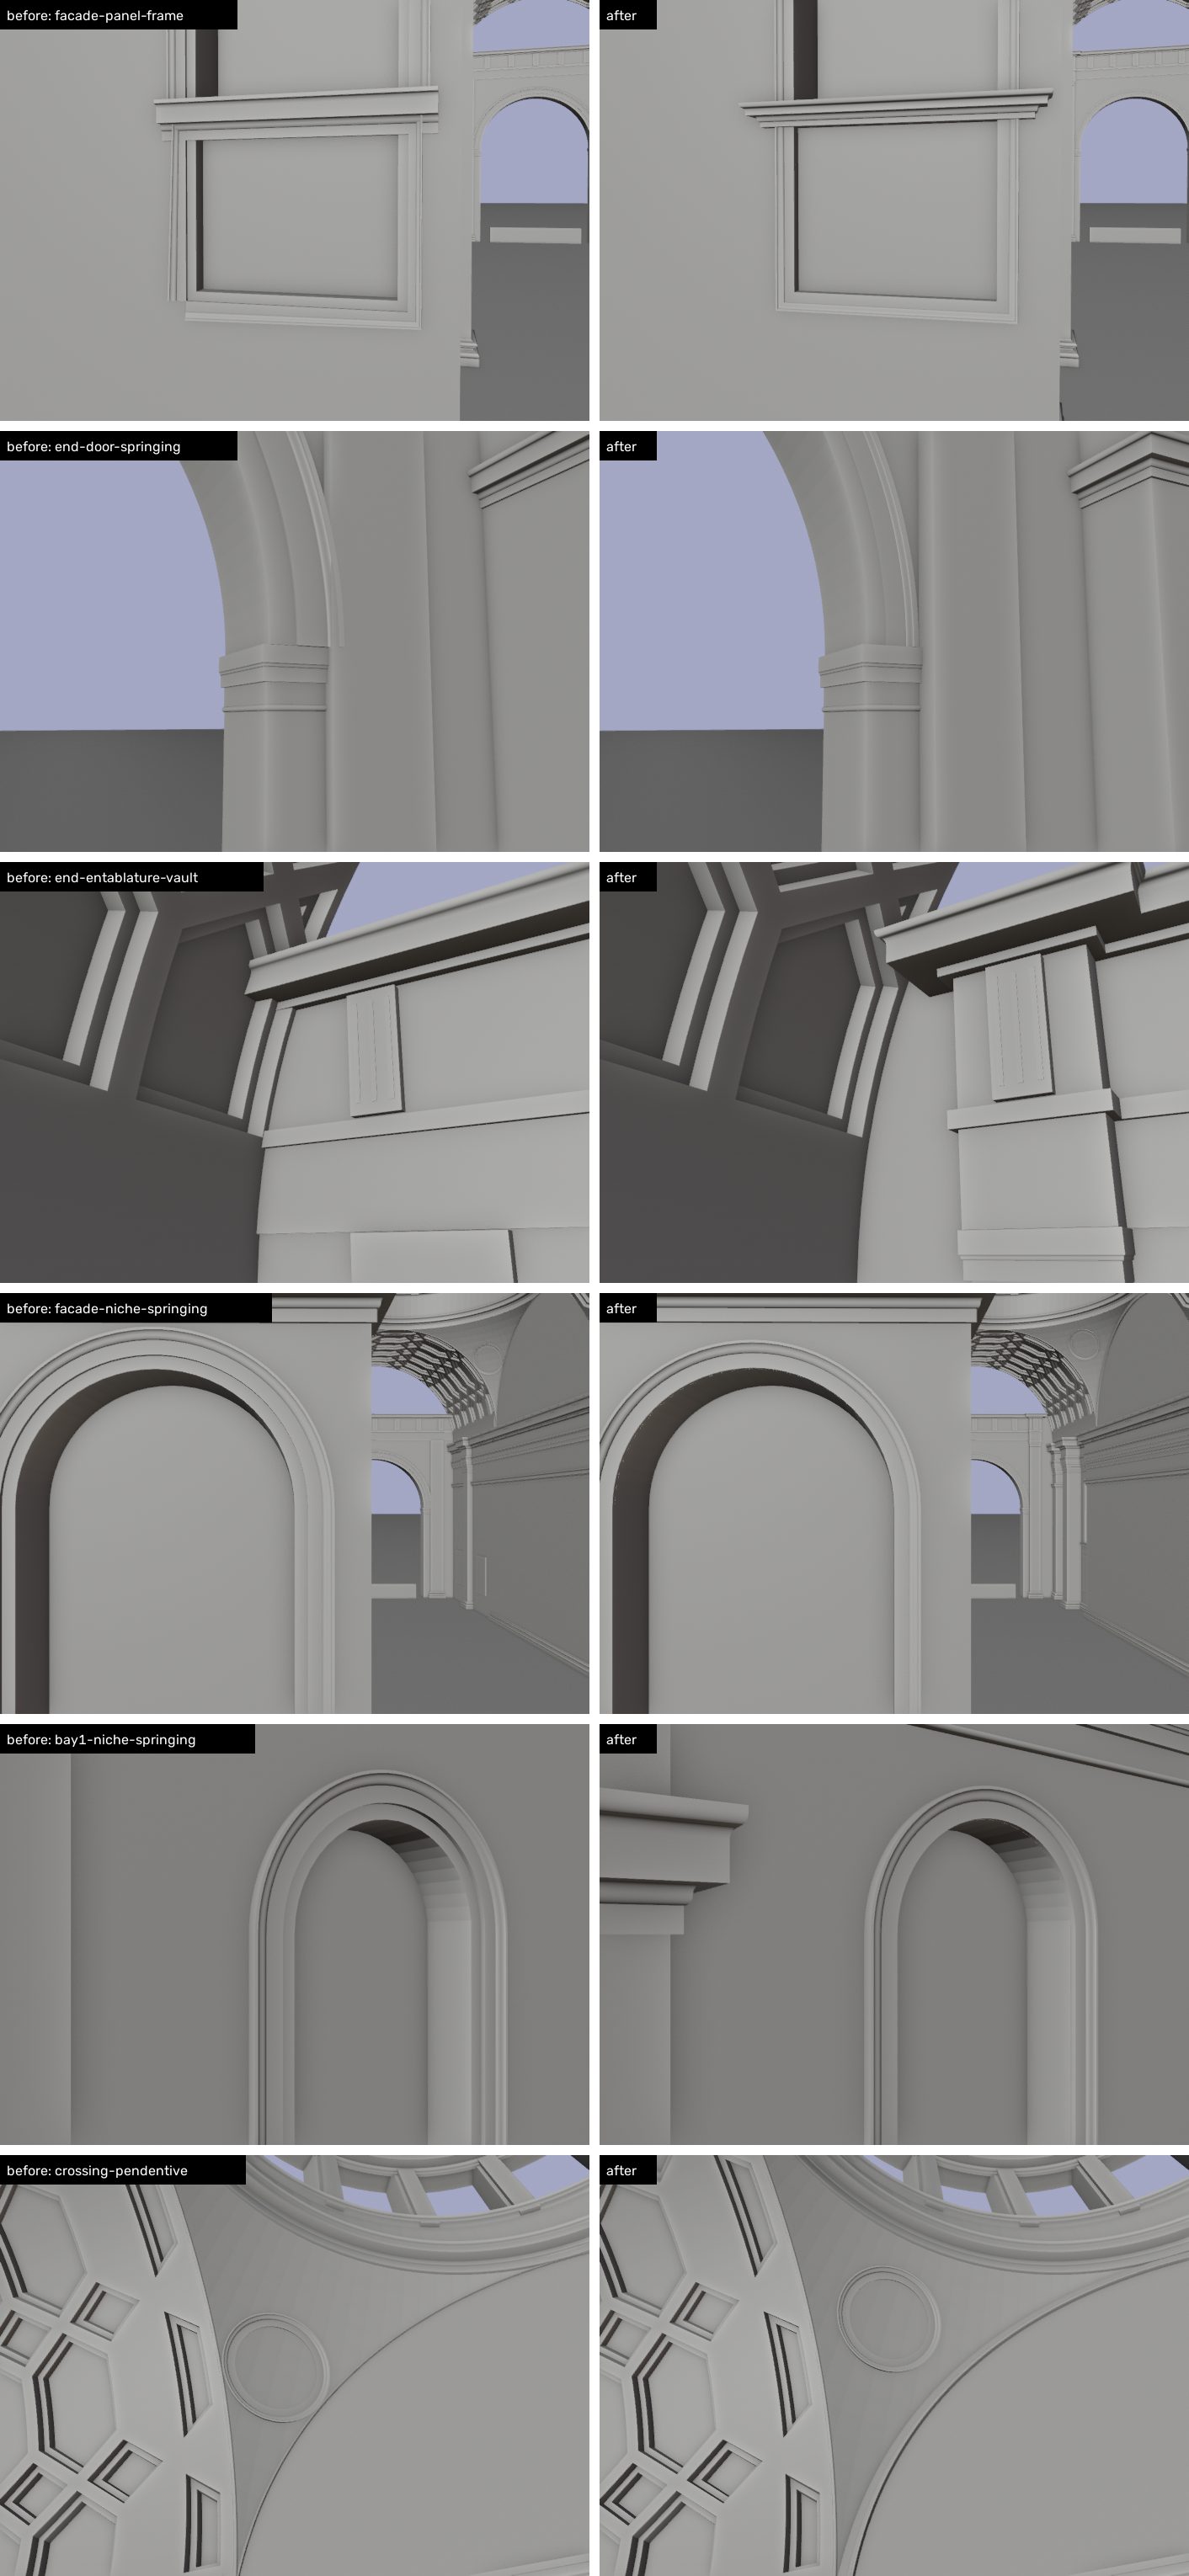 before: facade-panel-frame
after
before: end-door-springing
after
before: end-entablature-vault
after
before: facade-niche-springing
after
before: bay1-niche-springing
after
before: crossing-pendentive
after